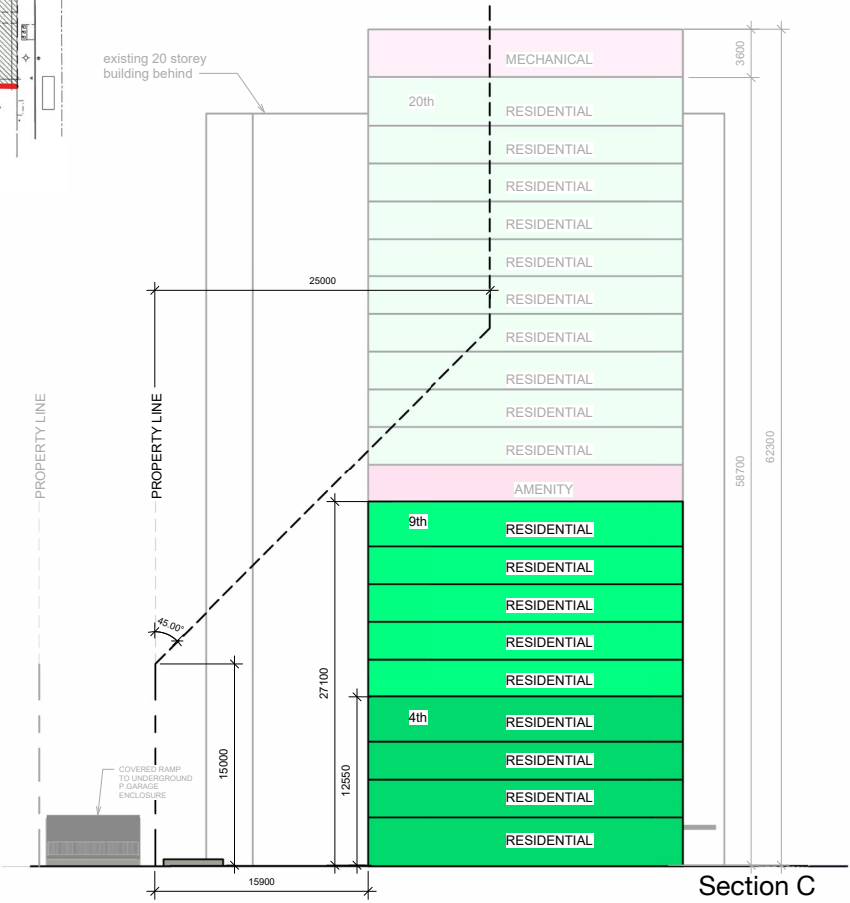 existing 20 storey
building behind
MECHANICAL
3600
20th
RESIDENTIAL
RESIDENTIAL
RESIDENTIAL
RESIDENTIAL
RESIDENTIAL
25000
RESIDENTIAL
RESIDENTIAL
RESIDENTIAL
RESIDENTIAL
RESIDENTIAL
PROPERTY LINE
PROPERTY LINE
58700
62300
AMENITY
9th
RESIDENTIAL
RESIDENTIAL
RESIDENTIAL
RESIDENTIAL
RESIDENTIAL
45.00°
27100
4th
RESIDENTIAL
RESIDENTIAL
RESIDENTIAL
RESIDENTIAL
15000
12550
COVERED RAMP
TO UNDERGROUND
P.GARAGE
ENCLOSURE
15900
Section C